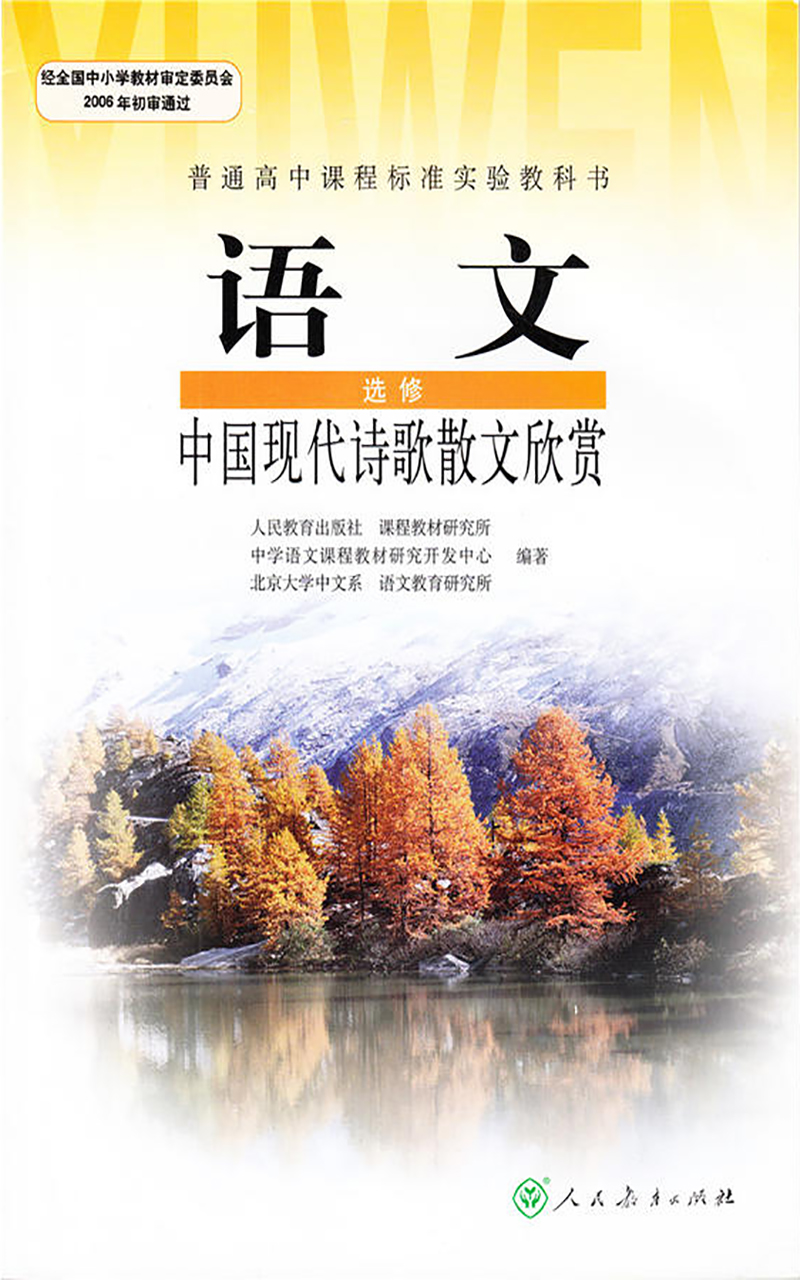 YUWEN
经全国中小学教材审定委员会
2006年初审通过
普通高中课程标准实验教科书
语 文
选修
中国现代诗歌散文欣赏
人民教育出版社 课程教材研究所
中学语文课程教材研究开发中心 编著
北京大学中文系 语文教育研究所
人民教育出版社